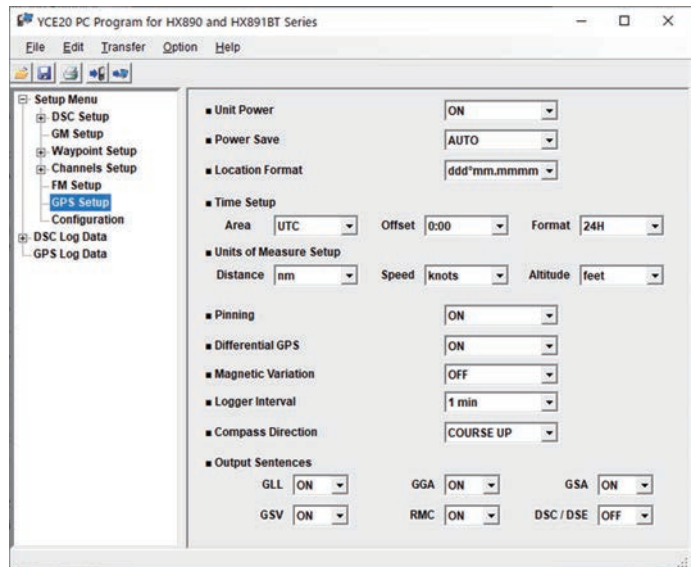 YCE20 PC Program for HX890 and HX891BT Series
File Edit Transfer Option Help
Setup Menu
DSC Setup
GM Setup
Waypoint Setup
Channels Setup
FM Setup
GPS Setup
Configuration
DSC Log Data
GPS Log Data
Unit Power ON
Power Save AUTO
Location Format ddd°mm.mmmm
Time Setup
Area UTC Offset 0:00 Format 24H
Units of Measure Setup
Distance nm Speed knots Altitude feet
Pinning ON
Differential GPS ON
Magnetic Variation OFF
Logger Interval 1 min
Compass Direction COURSE UP
Output Sentences
GLL ON GGA ON GSA ON
GSV ON RMC ON DSC / DSE OFF